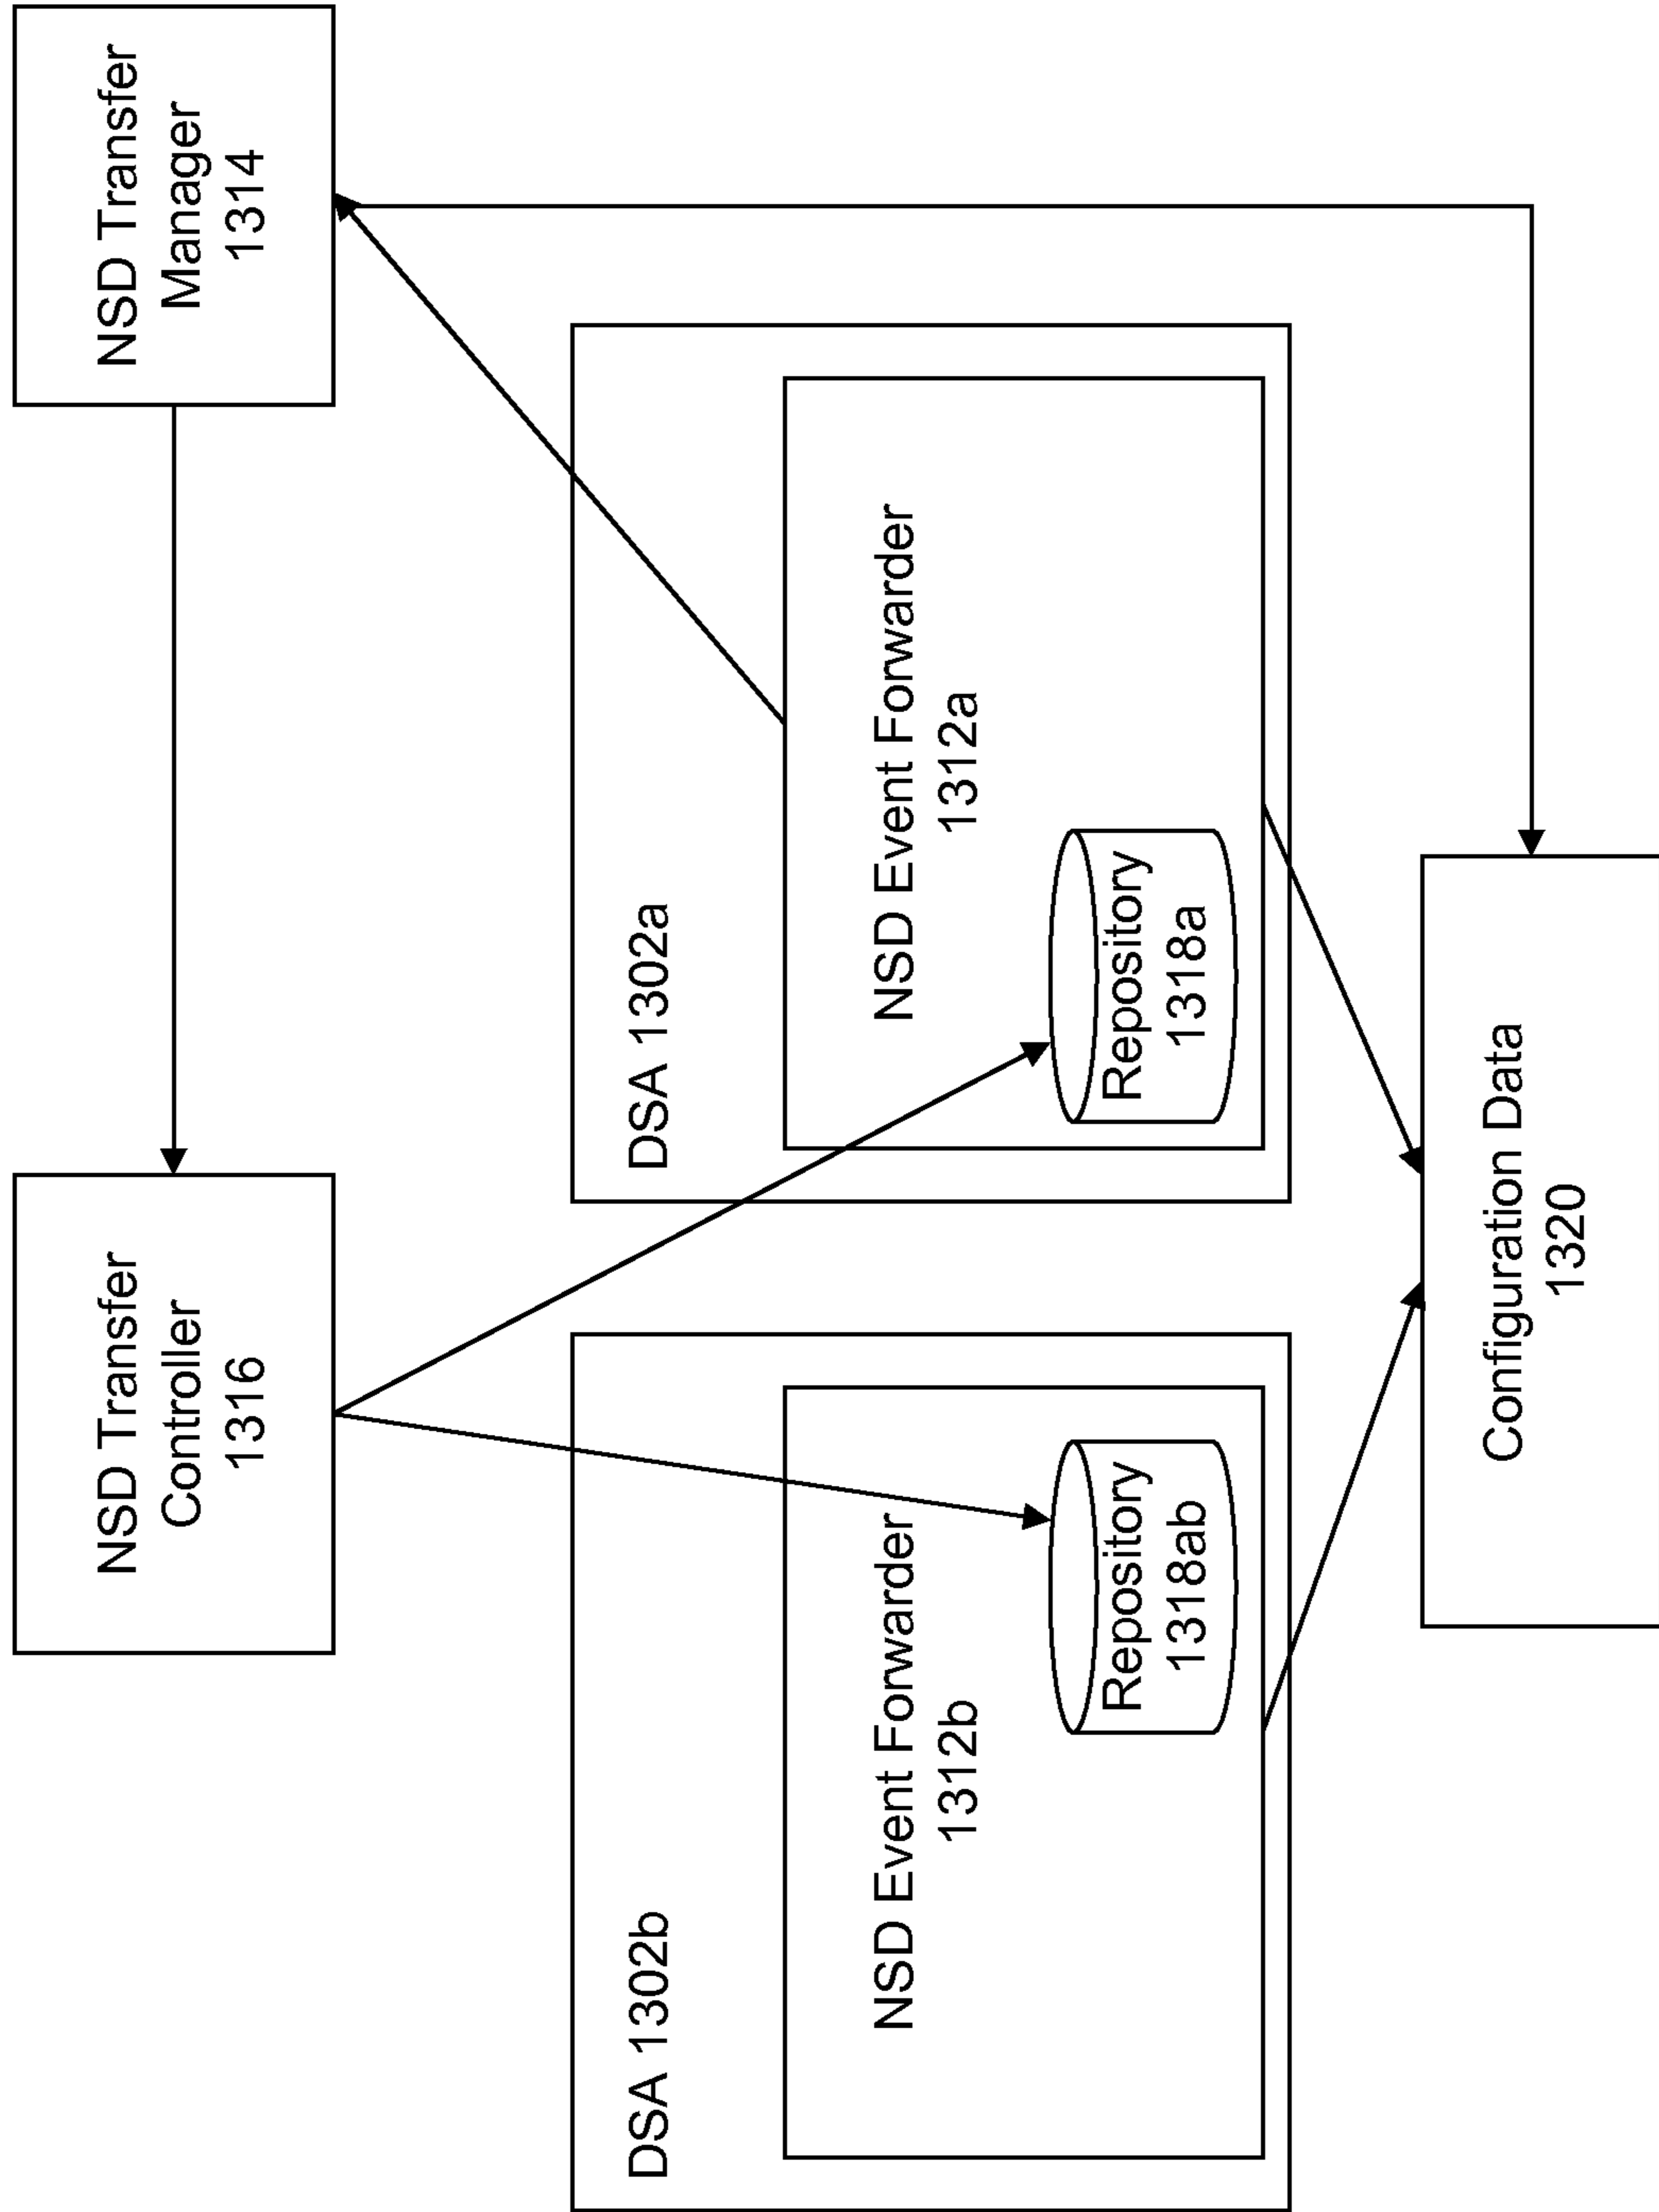 NSD Transfer
Controller
1316
NSD Transfer
Manager
1314
DSA 1302b
NSD Event Forwarder
1312b
Repository
1318ab
DSA 1302a
NSD Event Forwarder
1312a
Repository
1318a
Configuration Data
1320